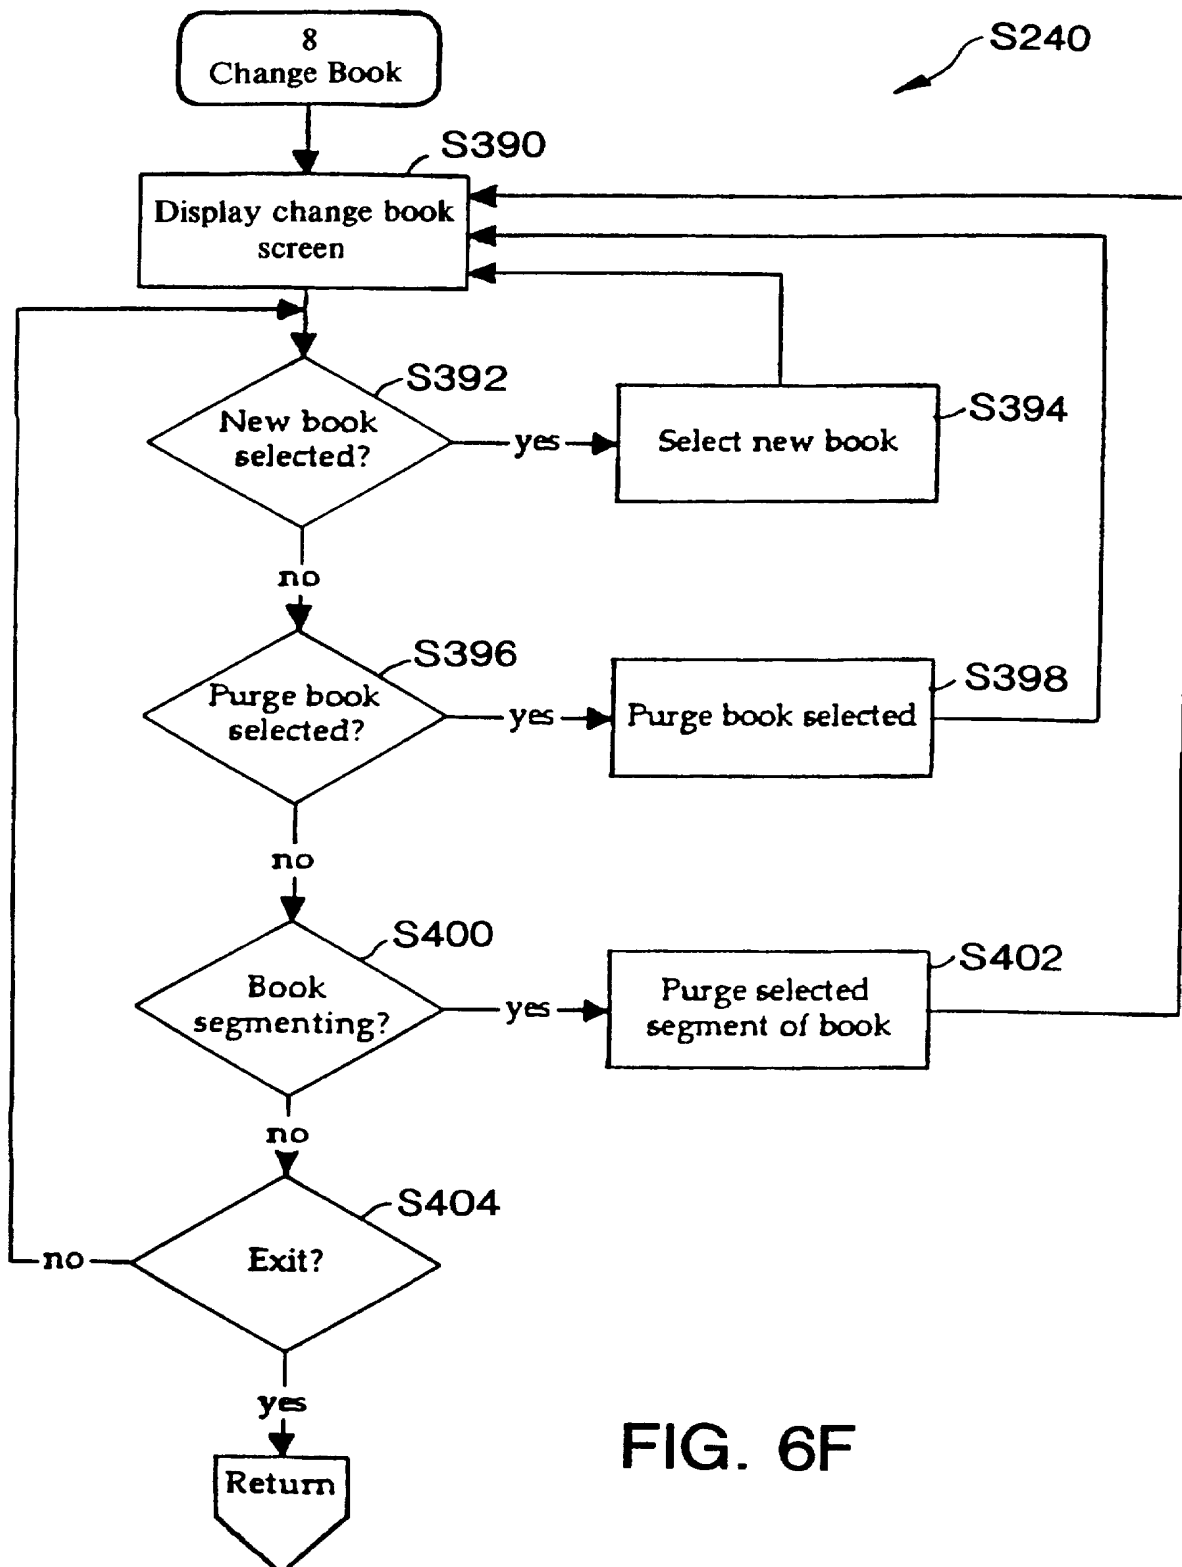 8
Change Book
S240
S390
Display change book
screen
S392
New book
selected?
yes
S394
Select new book
no
S396
Purge book
selected?
yes
S398
Purge book selected
no
S400
Book
segmenting?
yes
S402
Purge selected
segment of book
no
S404
Exit?
no
yes
Return
FIG. 6F